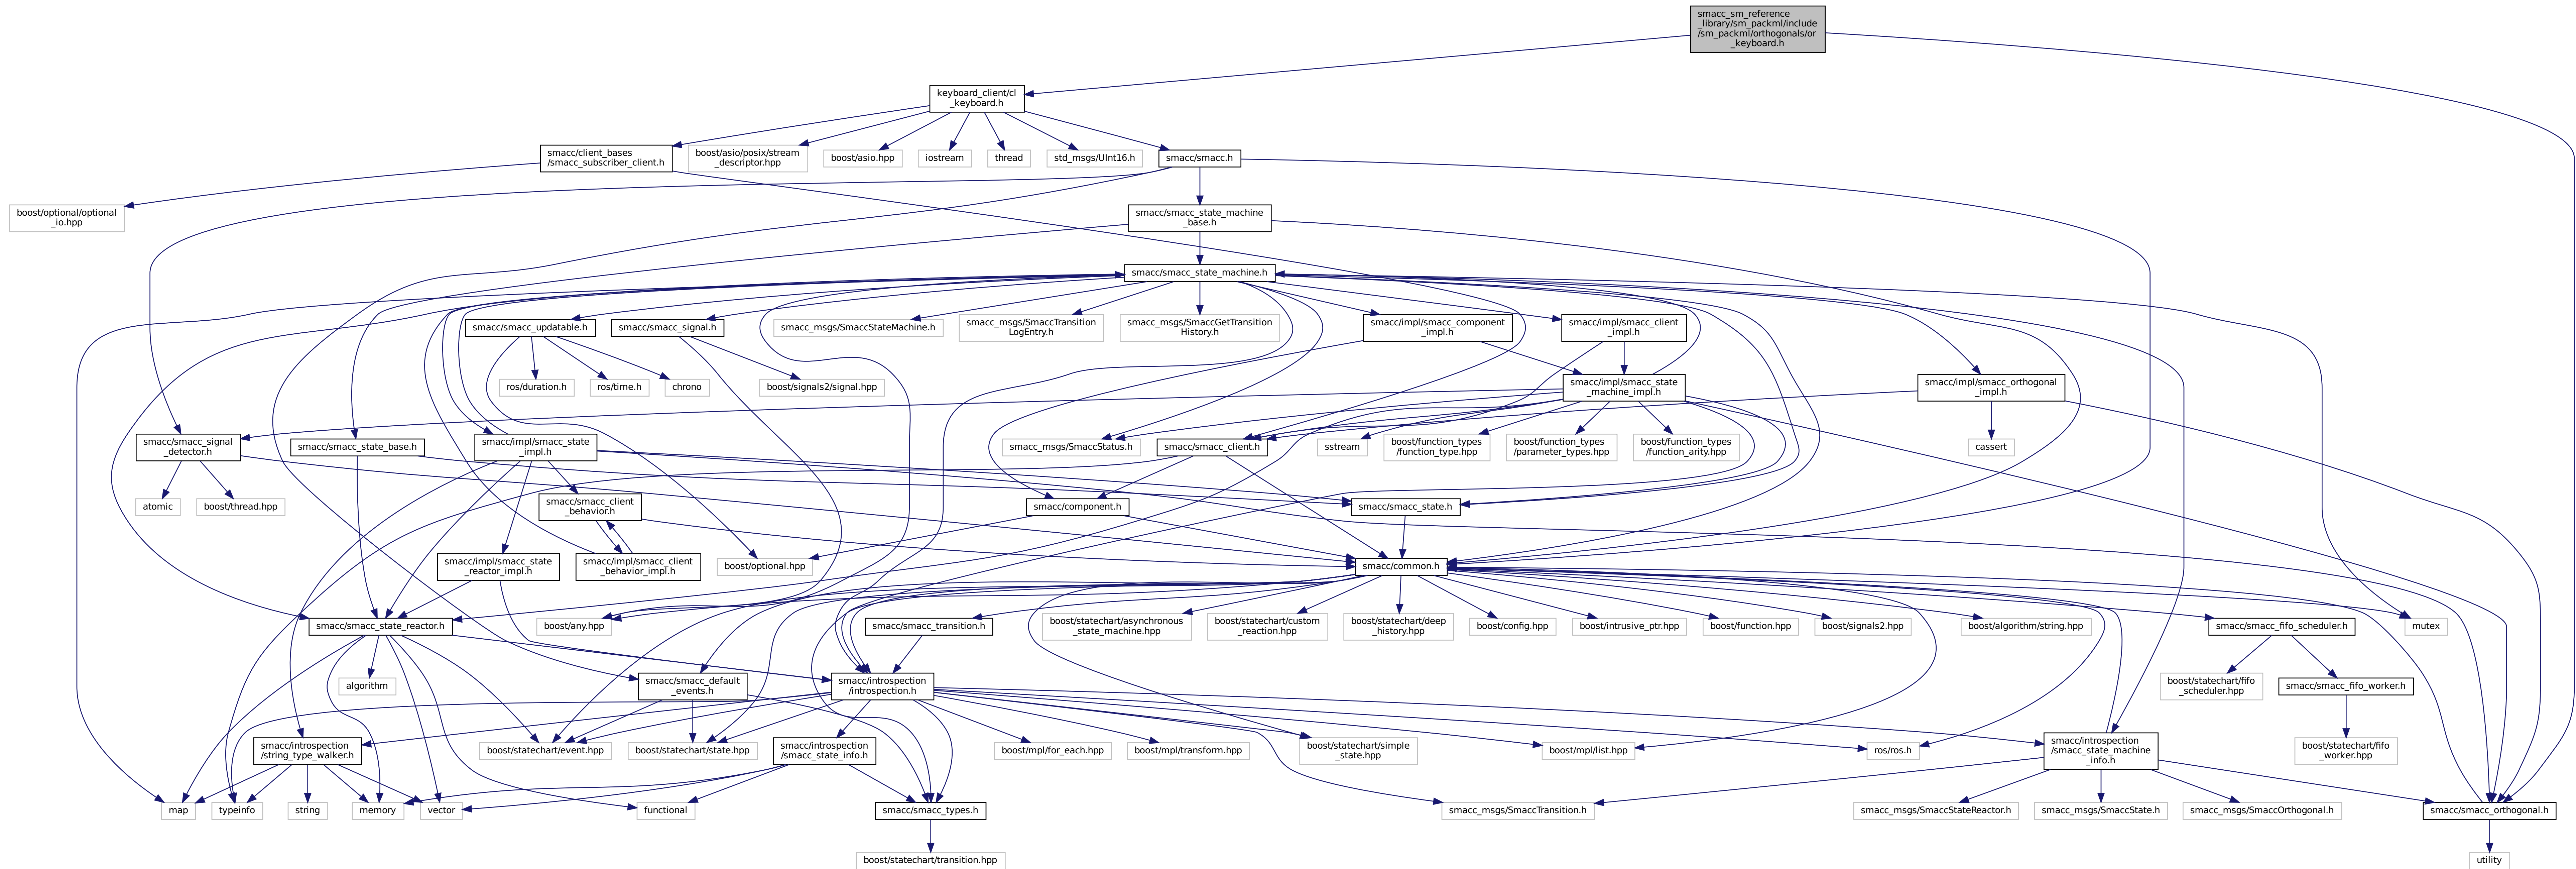 smacc_sm_reference
_library/sm_packml/include
/sm_packml/orthogonals/or
_keyboard.h
keyboard_client/cl
_keyboard.h
smacc/client_bases
/smacc_subscriber_client.h
boost/asio/posix/stream
_descriptor.hpp
boost/asio.hpp
iostream
thread
std_msgs/UInt16.h
smacc/smacc.h
boost/optional/optional
_io.hpp
smacc/smacc_state_machine
_base.h
smacc/smacc_state_machine.h
smacc/smacc_updatable.h
smacc/smacc_signal.h
smacc_msgs/SmaccStateMachine.h
smacc_msgs/SmaccTransition
LogEntry.h
smacc_msgs/SmaccGetTransition
History.h
smacc/impl/smacc_component
_impl.h
smacc/impl/smacc_client
_impl.h
ros/duration.h
ros/time.h
chrono
boost/signals2/signal.hpp
smacc/impl/smacc_state
_machine_impl.h
smacc/impl/smacc_orthogonal
_impl.h
smacc/smacc_signal
_detector.h
smacc/smacc_state_base.h
smacc/impl/smacc_state
_impl.h
smacc_msgs/SmaccStatus.h
smacc/smacc_client.h
sstream
boost/function_types
/function_type.hpp
boost/function_types
/parameter_types.hpp
boost/function_types
/function_arity.hpp
cassert
atomic
boost/thread.hpp
smacc/smacc_client
_behavior.h
smacc/component.h
smacc/smacc_state.h
smacc/impl/smacc_state
_reactor_impl.h
smacc/impl/smacc_client
_behavior_impl.h
boost/optional.hpp
smacc/common.h
smacc/smacc_state_reactor.h
boost/any.hpp
smacc/smacc_transition.h
boost/statechart/asynchronous
_state_machine.hpp
boost/statechart/custom
_reaction.hpp
boost/statechart/deep
_history.hpp
boost/config.hpp
boost/intrusive_ptr.hpp
boost/function.hpp
boost/signals2.hpp
boost/algorithm/string.hpp
smacc/smacc_fifo_scheduler.h
mutex
algorithm
smacc/smacc_default
_events.h
smacc/introspection
/introspection.h
boost/statechart/fifo
_scheduler.hpp
smacc/smacc_fifo_worker.h
smacc/introspection
/string_type_walker.h
boost/statechart/event.hpp
boost/statechart/state.hpp
smacc/introspection
/smacc_state_info.h
boost/mpl/for_each.hpp
boost/mpl/transform.hpp
boost/statechart/simple
_state.hpp
boost/mpl/list.hpp
ros/ros.h
smacc/introspection
/smacc_state_machine
_info.h
boost/statechart/fifo
_worker.hpp
map
typeinfo
string
memory
vector
functional
smacc/smacc_types.h
smacc_msgs/SmaccTransition.h
smacc_msgs/SmaccStateReactor.h
smacc_msgs/SmaccState.h
smacc_msgs/SmaccOrthogonal.h
smacc/smacc_orthogonal.h
boost/statechart/transition.hpp
utility